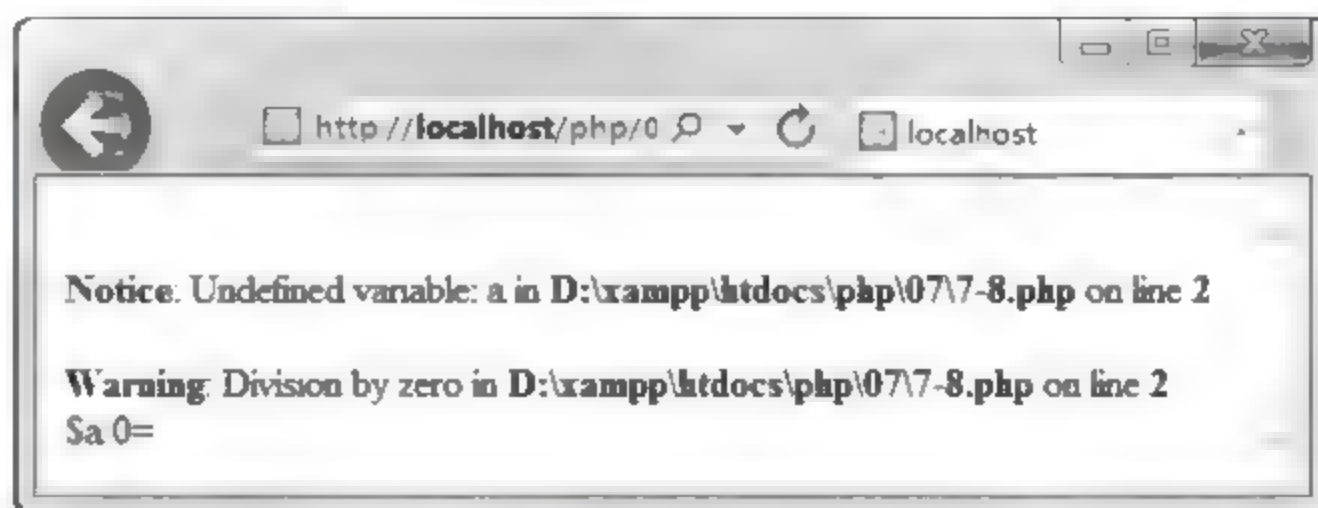 http://localhost/php/0
localhost
Notice: Undefined variable: a in D:\xampp\htdocs\php\07\7-8.php on line 2
Warning: Division by zero in D:\xampp\htdocs\php\07\7-8.php on line 2
$a 0=